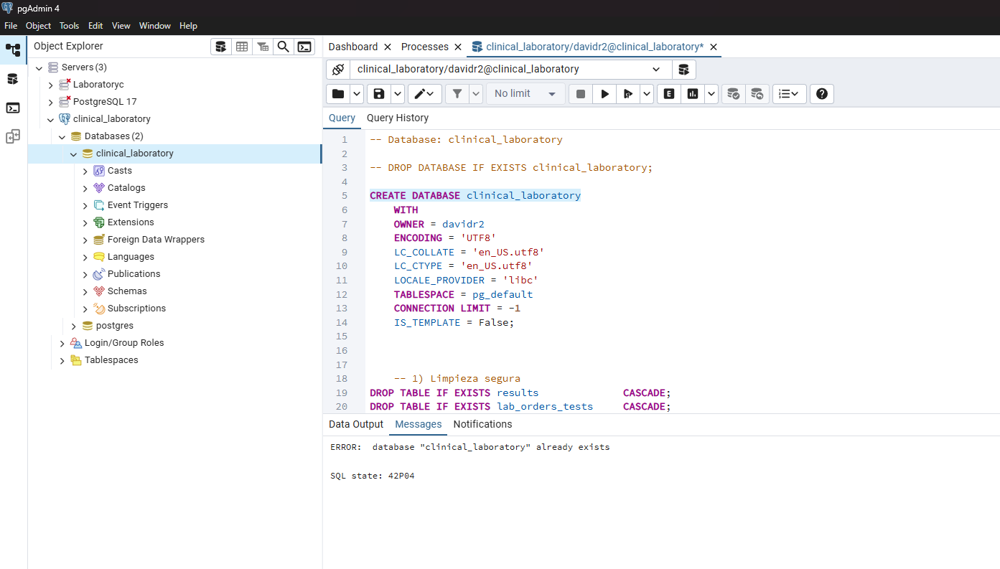 pgAdmin 4
File Object Tools Edit View Window Help
Object Explorer
Dashboard Processes clinical_laboratory/davidr2@clinical_laboratory*
Servers (3)
Laboratoryc
PostgreSQL 17
clinical_laboratory
Databases (2)
clinical_laboratory
Casts
Catalogs
Event Triggers
Extensions
Foreign Data Wrappers
Languages
Publications
Schemas
Subscriptions
postgres
Login/Group Roles
Tablespaces
clinical_laboratory/davidr2@clinical_laboratory
No limit
E
Query Query History
1 -- Database: clinical_laboratory
2
3 -- DROP DATABASE IF EXISTS clinical_laboratory;
4
5 CREATE DATABASE clinical_laboratory
6 WITH
7 OWNER = davidr2
8 ENCODING = 'UTF8'
9 LC_COLLATE = 'en_US.utf8'
10 LC_CTYPE = 'en_US.utf8'
11 LOCALE_PROVIDER = 'libc'
12 TABLESPACE = pg_default
13 CONNECTION LIMIT = -1
14 IS_TEMPLATE = False;
15
16
17
18 -- 1) Limpieza segura
19 DROP TABLE IF EXISTS results CASCADE;
20 DROP TABLE IF EXISTS lab_orders_tests CASCADE;
Data Output Messages Notifications
ERROR: database "clinical_laboratory" already exists
SQL state: 42P04